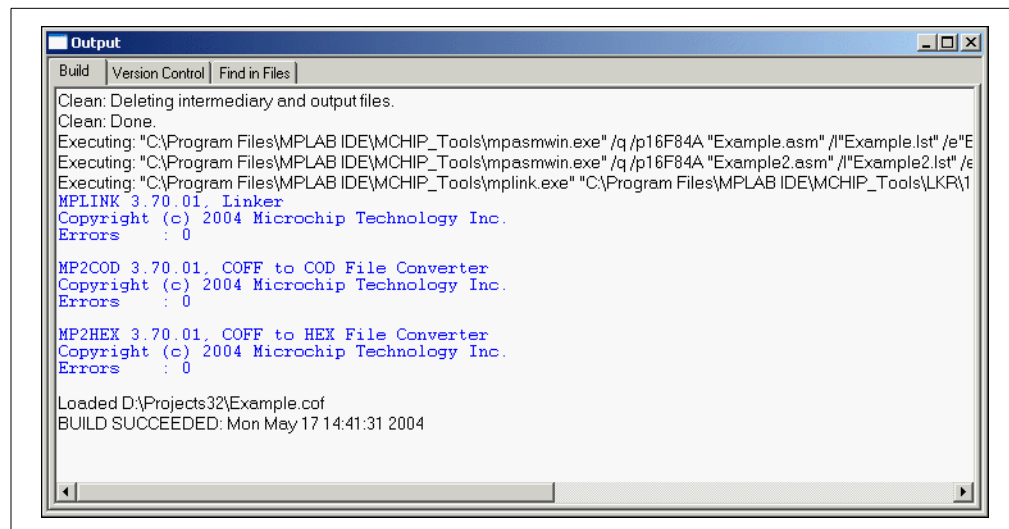 Output
Build Version Control Find in Files
Clean: Deleting intermediary and output files.
Clean: Done.
Executing: "C:\Program Files\MPLAB IDE\MCHIP_Tools\mpasmwin.exe" /q /p16F84A "Example.asm" /l"Example.lst" /e"E
Executing: "C:\Program Files\MPLAB IDE\MCHIP_Tools\mpasmwin.exe" /q /p16F84A "Example2.asm" /l"Example2.lst" /e
Executing: "C:\Program Files\MPLAB IDE\MCHIP_Tools\mplink.exe" "C:\Program Files\MPLAB IDE\MCHIP_Tools\LKR\1
MPLINK 3.70.01, Linker
Copyright (c) 2004 Microchip Technology Inc.
Errors : 0
MP2COD 3.70.01, COFF to COD File Converter
Copyright (c) 2004 Microchip Technology Inc.
Errors : 0
MP2HEX 3.70.01, COFF to HEX File Converter
Copyright (c) 2004 Microchip Technology Inc.
Errors : 0
Loaded D:\Projects32\Example.cof
BUILD SUCCEEDED: Mon May 17 14:41:31 2004